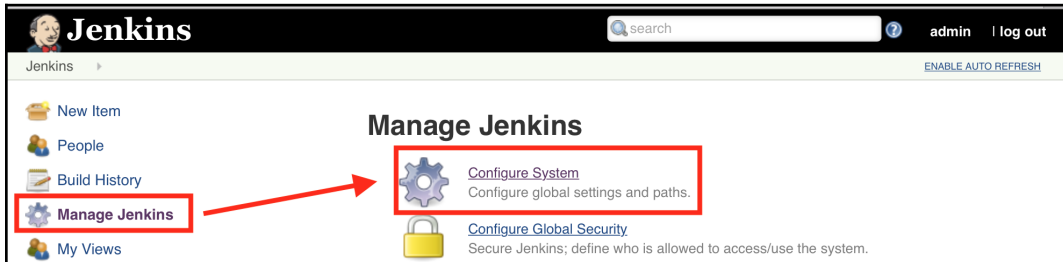 Jenkins
search
admin
| log out
Jenkins
ENABLE AUTO REFRESH
New Item
People
Build History
Manage Jenkins
My Views
Manage Jenkins
Configure System
Configure global settings and paths.
Configure Global Security
Secure Jenkins; define who is allowed to access/use the system.